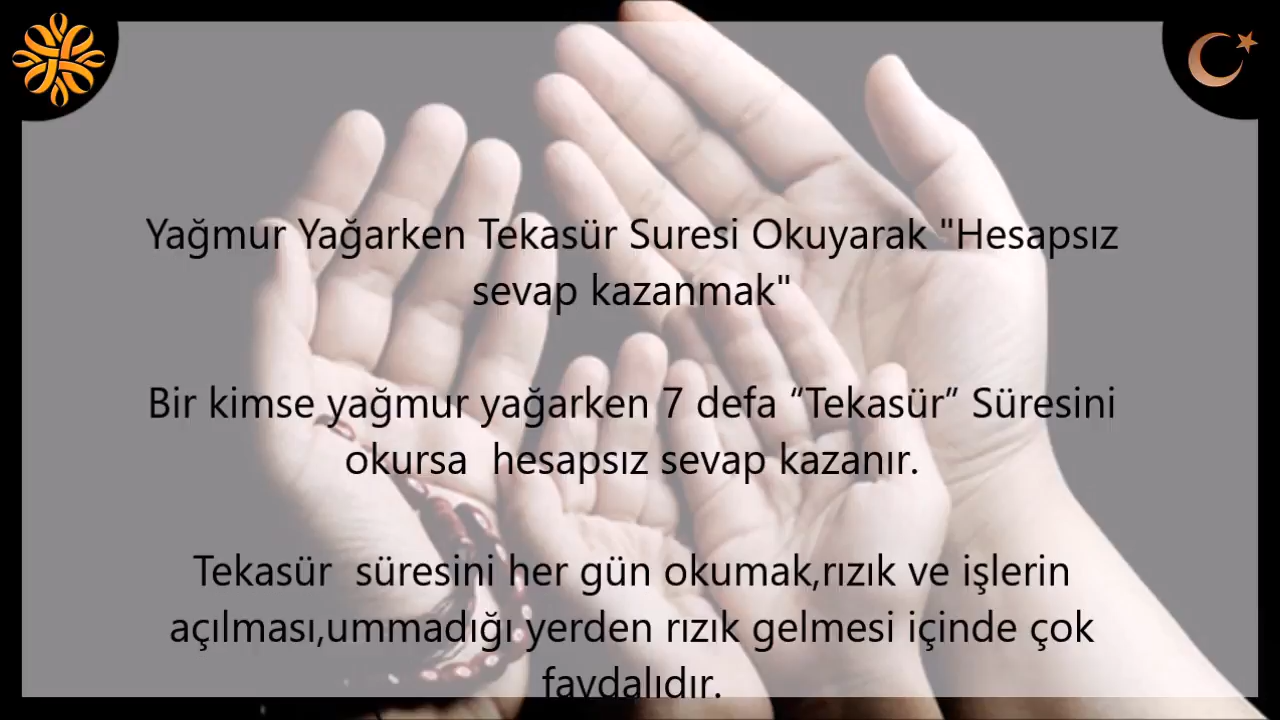 Yağmur Yağarken Tekasür Suresi Okuyarak "Hesapsız
sevap kazanmak"
Bir kimse yağmur yağarken 7 defa “Tekasür” Süresini
okursa  hesapsız sevap kazanır.
Tekasür  süresini her gün okumak,rızık ve işlerin
açılması,ummadığı yerden rızık gelmesi içinde çok
faydalıdır.